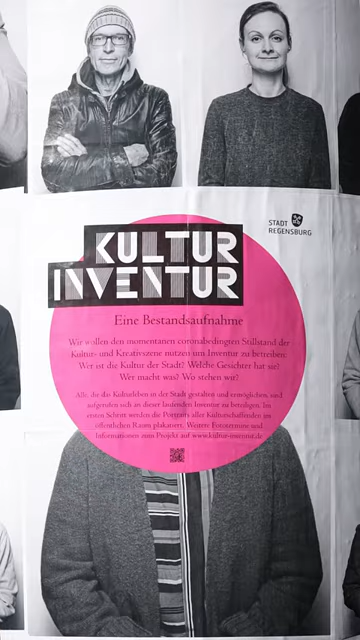 STADT
REGENSBURG
KULTUR
INVENTUR
Eine Bestandsaufnahme
Wir wollen den momentanen coronabedingten Stillstand der
Kultur- und Kreativszene nutzen um Inventur zu betreiben:
Wer ist die Kultur der Stadt? Welche Gesichter hat sie?
Wer macht was? Wo stehen wir?
Alle, die das Kulturleben in der Stadt gestalten und ermöglichen, sind
aufgerufen sich an dieser laufenden Inventur zu beteiligen. Im
ersten Schritt werden die Portraits aller Kulturschaffenden im
öffentlichen Raum plakatiert. Weitere Fototermine und
Informationen zum Projekt auf www.kultur-inventur.de